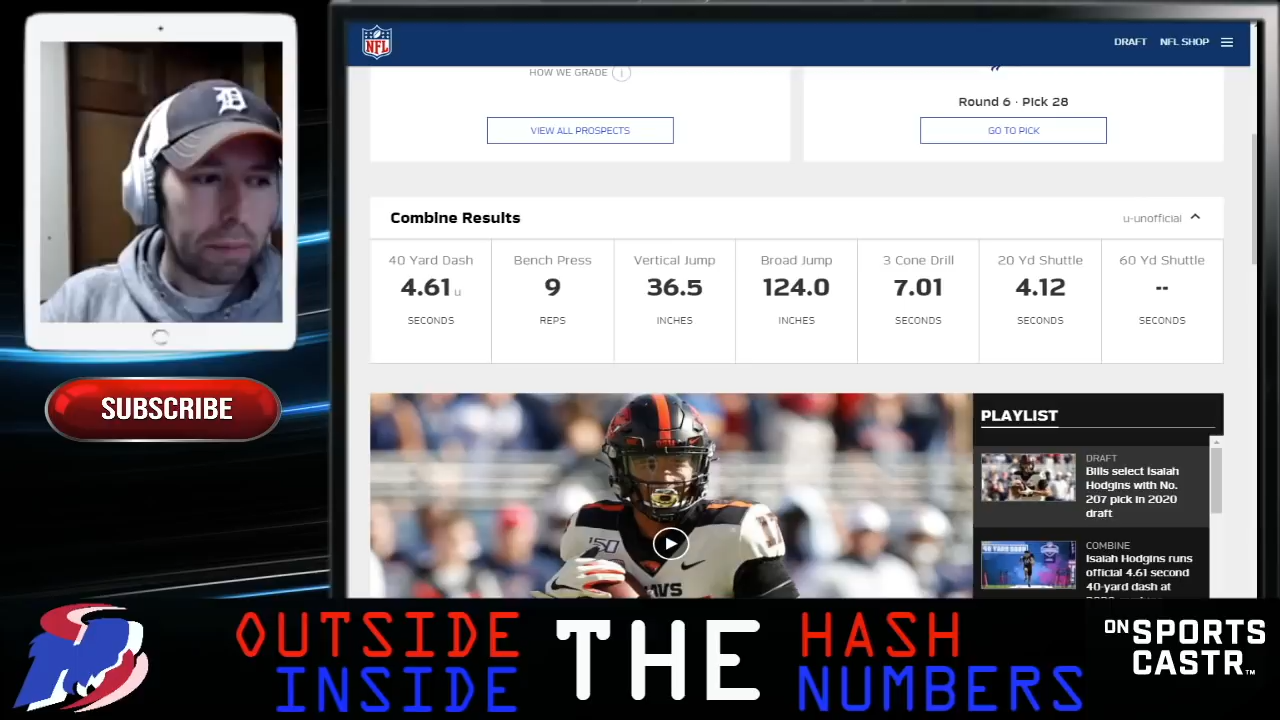 D
SUBSCRIBE
NFL
DRAFT NFL SHOP
HOW WE GRADE i
VIEW ALL PROSPECTS
Round 6 · Pick 28
GO TO PICK
Combine Results
u-unofficial
40 Yard Dash
4.61 u
SECONDS
Bench Press
9
REPS
Vertical Jump
36.5
INCHES
Broad Jump
124.0
INCHES
3 Cone Drill
7.01
SECONDS
20 Yd Shuttle
4.12
SECONDS
60 Yd Shuttle
--
SECONDS
150
17
PLAYLIST
DRAFT
Bills select Isaiah
Hodgins with No.
207 pick in 2020
draft
COMBINE
Isaiah Hodgins runs
official 4.61 second
40-yard dash at
OUTSIDE THE HASH
INSIDE NUMBERS
ON SPORTS
CASTR™